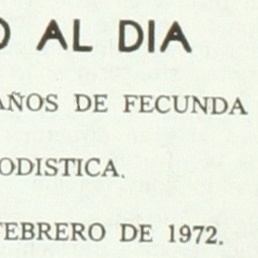 O AL DIA
AÑOS DE FECUNDA
ODISTICA.
FEBRERO DE 1972.